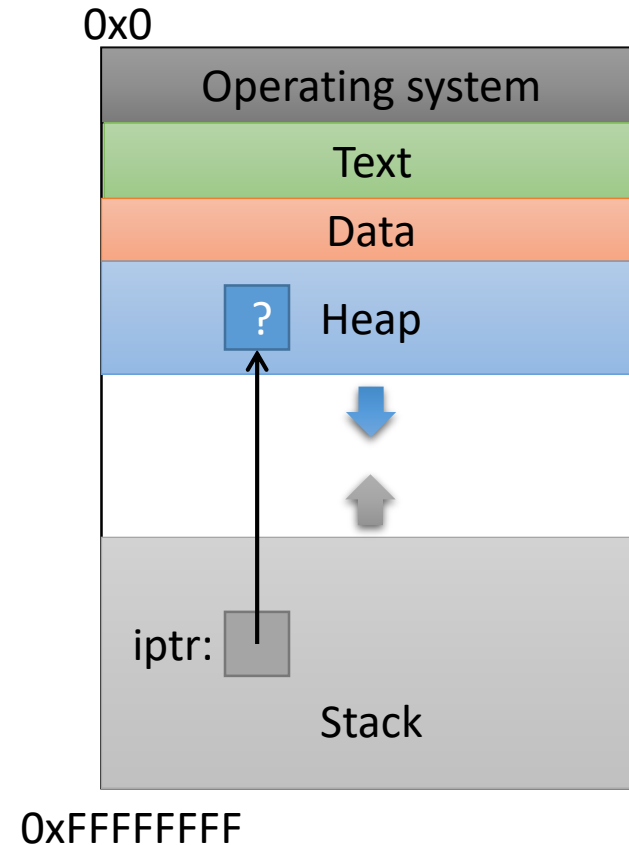 0x0
Operating system
Text
Data
? Heap
iptr:
Stack
0xFFFFFFFF